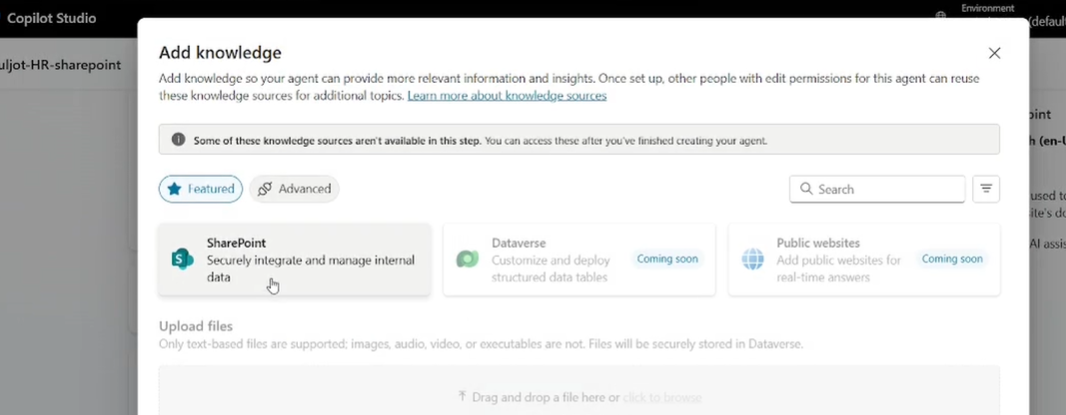 Copilot Studio
Environment
(defaul
uljot-HR-sharepoint
Add knowledge
Add knowledge so your agent can provide more relevant information and insights. Once set up, other people with edit permissions for this agent can reuse
these knowledge sources for additional topics. Learn more about knowledge sources
Some of these knowledge sources aren't available in this step. You can access these after you've finished creating your agent.
Featured
Advanced
Search
SharePoint
Securely integrate and manage internal
data
Dataverse
Customize and deploy
structured data tables
Coming soon
Public websites
Add public websites for
real-time answers
Coming soon
Upload files
Only text-based files are supported; images, audio, video, or executables are not. Files will be securely stored in Dataverse.
Drag and drop a file here or click to browse
oint
h (en-U
used to
ite's do
AI assis